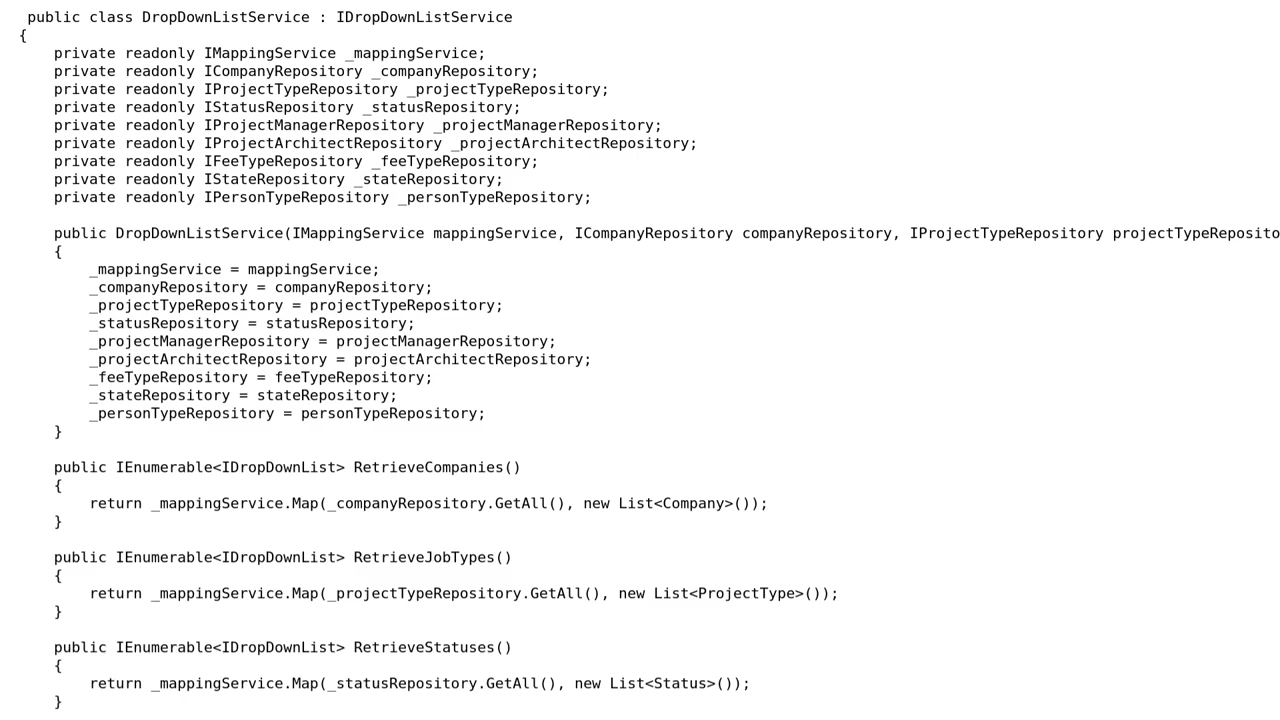 public class DropDownListService : IDropDownListService
{
    private readonly IMappingService _mappingService;
    private readonly ICompanyRepository _companyRepository;
    private readonly IProjectTypeRepository _projectTypeRepository;
    private readonly IStatusRepository _statusRepository;
    private readonly IProjectManagerRepository _projectManagerRepository;
    private readonly IProjectArchitectRepository _projectArchitectRepository;
    private readonly IFeeTypeRepository _feeTypeRepository;
    private readonly IStateRepository _stateRepository;
    private readonly IPersonTypeRepository _personTypeRepository;

    public DropDownListService(IMappingService mappingService, ICompanyRepository companyRepository, IProjectTypeRepository projectTypeReposito
    {
        _mappingService = mappingService;
        _companyRepository = companyRepository;
        _projectTypeRepository = projectTypeRepository;
        _statusRepository = statusRepository;
        _projectManagerRepository = projectManagerRepository;
        _projectArchitectRepository = projectArchitectRepository;
        _feeTypeRepository = feeTypeRepository;
        _stateRepository = stateRepository;
        _personTypeRepository = personTypeRepository;
    }

    public IEnumerable<IDropDownList> RetrieveCompanies()
    {
        return _mappingService.Map(_companyRepository.GetAll(), new List<Company>());
    }

    public IEnumerable<IDropDownList> RetrieveJobTypes()
    {
        return _mappingService.Map(_projectTypeRepository.GetAll(), new List<ProjectType>());
    }

    public IEnumerable<IDropDownList> RetrieveStatuses()
    {
        return _mappingService.Map(_statusRepository.GetAll(), new List<Status>());
    }